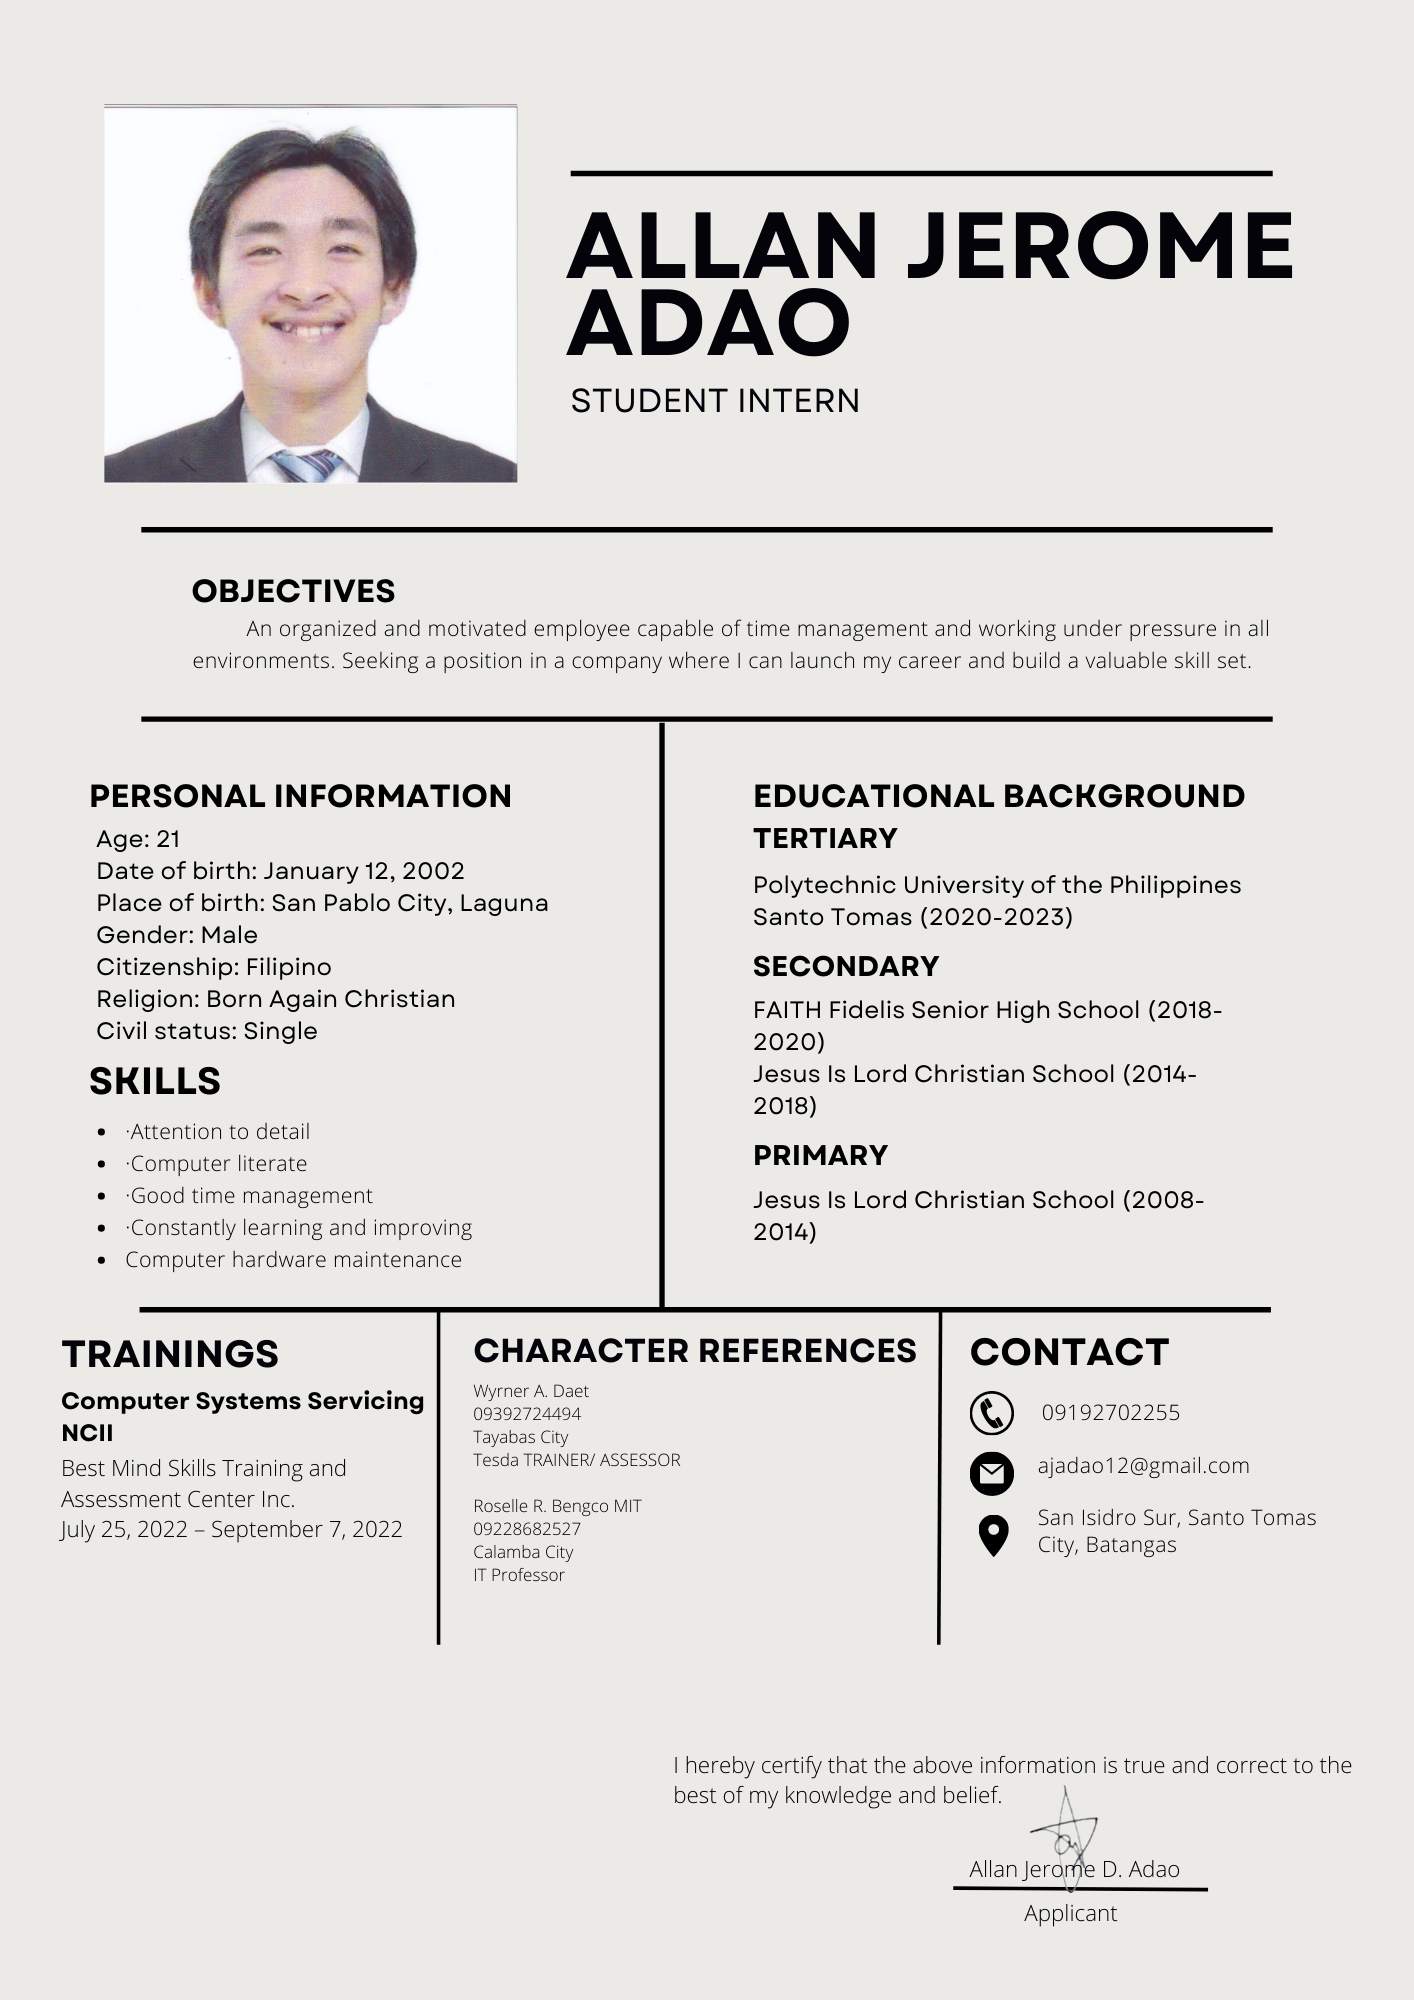 ALLAN JEROME
ADAO
STUDENT INTERN
OBJECTIVES
An organized and motivated employee capable of time management and working under pressure in all
environments. Seeking a position in a company where I can launch my career and build a valuable skill set.
PERSONAL INFORMATION
Age: 21
Date of birth: January 12, 2002
Place of birth: San Pablo City, Laguna
Gender: Male
Citizenship: Filipino
Religion: Born Again Christian
Civil status: Single
SKILLS
• ·Attention to detail
• ·Computer literate
• ·Good time management
• ·Constantly learning and improving
• Computer hardware maintenance
EDUCATIONAL BACKGROUND
TERTIARY
Polytechnic University of the Philippines
Santo Tomas (2020-2023)
SECONDARY
FAITH Fidelis Senior High School (2018-
2020)
Jesus Is Lord Christian School (2014-
2018)
PRIMARY
Jesus Is Lord Christian School (2008-
2014)
TRAININGS
Computer Systems Servicing
NCII
Best Mind Skills Training and
Assessment Center Inc.
July 25, 2022 – September 7, 2022
CHARACTER REFERENCES
Wyrner A. Daet
09392724494
Tayabas City
Tesda TRAINER/ ASSESSOR
Roselle R. Bengco MIT
09228682527
Calamba City
IT Professor
CONTACT
09192702255
ajadao12@gmail.com
San Isidro Sur, Santo Tomas
City, Batangas
I hereby certify that the above information is true and correct to the
best of my knowledge and belief.
Allan Jerome D. Adao
Applicant